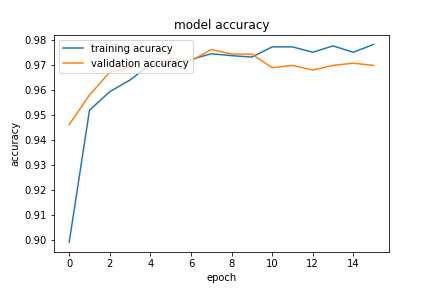 model accuracy
training acuracy
validation accuracy
0.98
0.97
0.96
0.95
0.94
0.93
0.92
0.91
0.90
accuracy
0 2 4 6 8 10 12 14
epoch